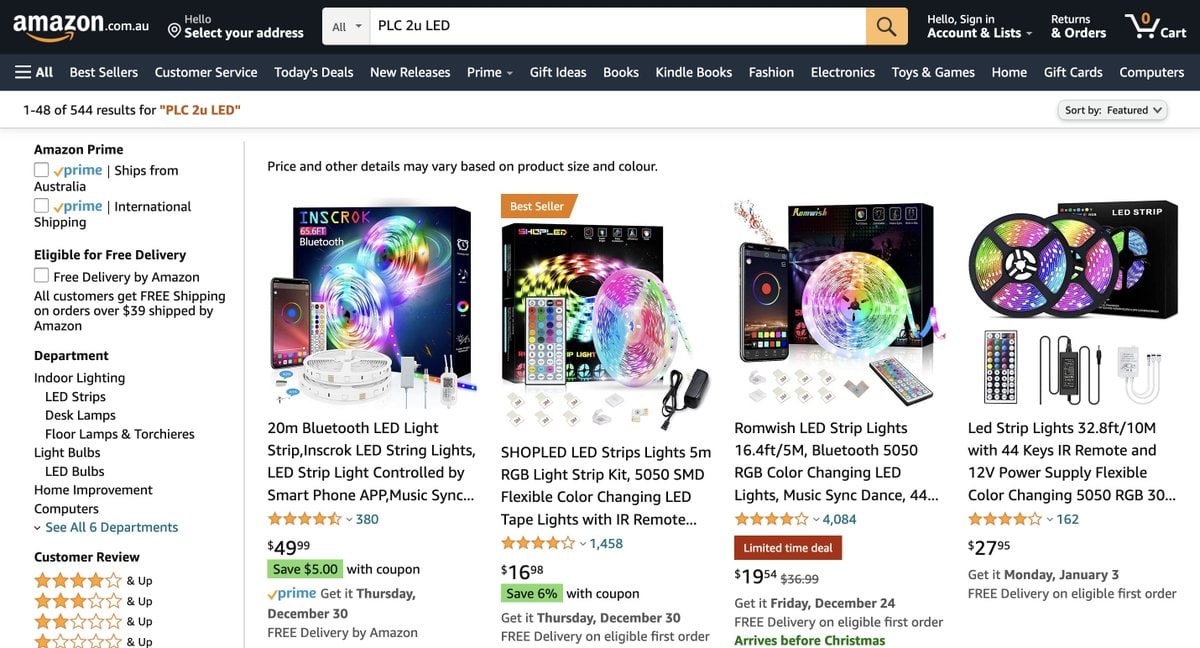 amazon.com.au
Hello
Select your address
All
PLC 2u LED
Hello, Sign in
Account & Lists
Returns
& Orders
0
Cart
All
Best Sellers
Customer Service
Today's Deals
New Releases
Prime
Gift Ideas
Books
Kindle Books
Fashion
Electronics
Toys & Games
Home
Gift Cards
Computers
1-48 of 544 results for "PLC 2u LED"
Sort by: Featured
Amazon Prime
prime | Ships from
Australia
prime | International
Shipping
Eligible for Free Delivery
Free Delivery by Amazon
All customers get FREE Shipping
on orders over $39 shipped by
Amazon
Department
Indoor Lighting
LED Strips
Desk Lamps
Floor Lamps & Torchieres
Light Bulbs
LED Bulbs
Home Improvement
Computers
See All 6 Departments
Customer Review
& Up
& Up
& Up
& Up
Price and other details may vary based on product size and colour.
INSCROK
65.6FT
Bluetooth
20m Bluetooth LED Light
Strip,Inscrok LED String Lights,
LED Strip Light Controlled by
Smart Phone APP,Music Sync...
380
$4999
Save $5.00 with coupon
prime Get it Thursday,
December 30
FREE Delivery by Amazon
Best Seller
SHOPLED
SHOPLED LED Strips Lights 5m
RGB Light Strip Kit, 5050 SMD
Flexible Color Changing LED
Tape Lights with IR Remote...
1,458
$1698
Save 6% with coupon
Get it Thursday, December 30
FREE Delivery on eligible first order
Romwish
Romwish LED Strip Lights
16.4ft/5M, Bluetooth 5050
RGB Color Changing LED
Lights, Music Sync Dance, 44...
4,084
Limited time deal
$1954 $36.99
Get it Friday, December 24
FREE Delivery on eligible first order
Arrives before Christmas
LED STRIP
Led Strip Lights 32.8ft/10M
with 44 Keys IR Remote and
12V Power Supply Flexible
Color Changing 5050 RGB 30...
162
$2795
Get it Monday, January 3
FREE Delivery on eligible first order